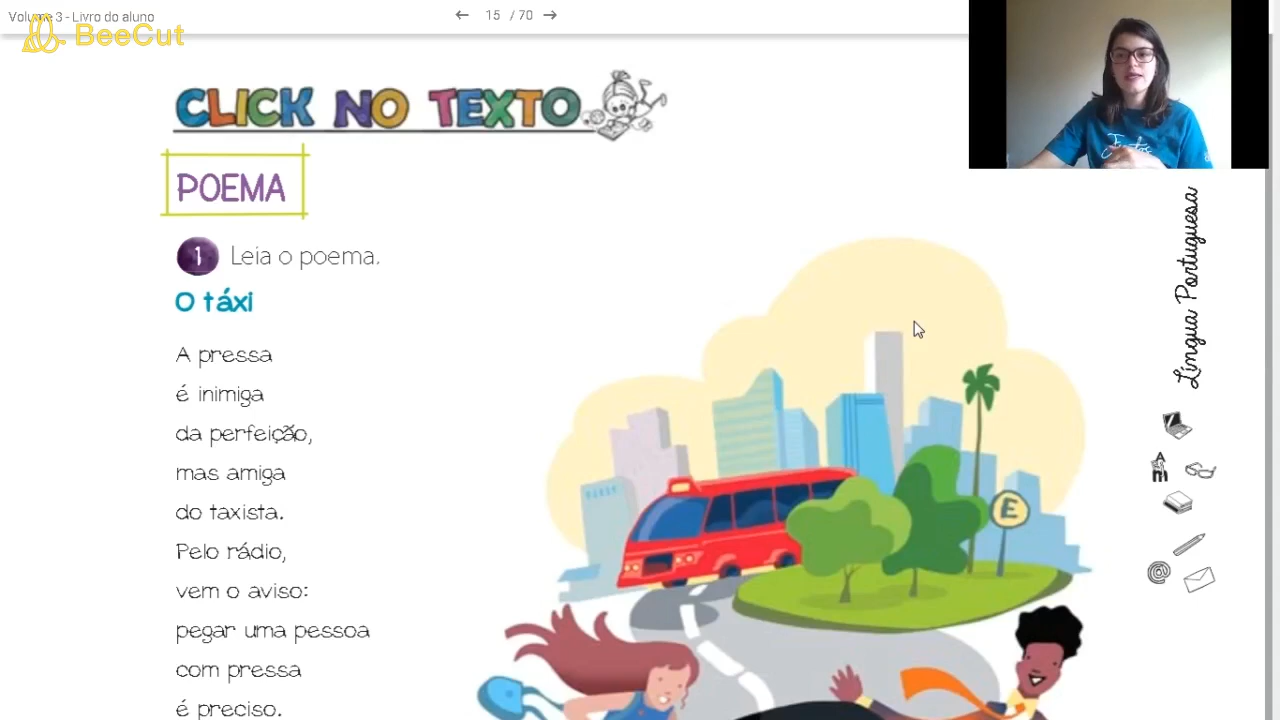 Volume 3 - Livro do aluno
15 / 70
BeeCut
CLICK NO TEXTO
POEMA
1 Leia o poema.
O táxi
A pressa
é inimiga
da perfeição,
mas amiga
do taxista.
Pelo rádio,
vem o aviso:
pegar uma pessoa
com pressa
é preciso.
E
Língua Portuguesa
@